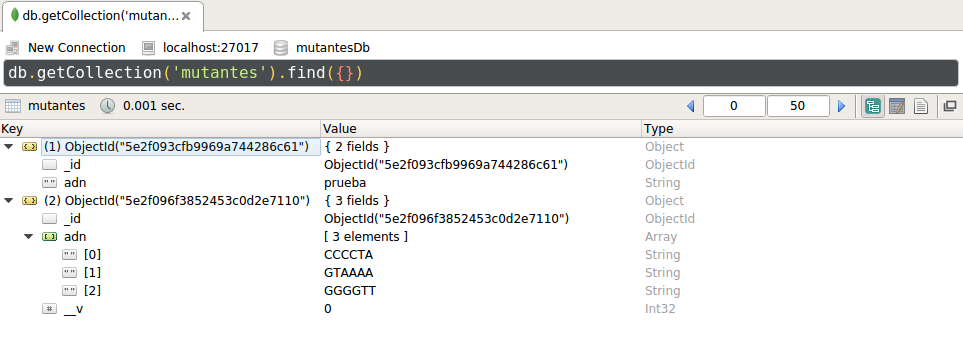 db.getCollection('mutan...
New Connection localhost:27017 mutantesDb
db.getCollection('mutantes').find({})
mutantes 0.001 sec. 0 50
Key Value Type
(1) ObjectId("5e2f093cfb9969a744286c61") { 2 fields } Object
_id ObjectId("5e2f093cfb9969a744286c61") ObjectId
" " adn prueba String
(2) ObjectId("5e2f096f3852453c0d2e7110") { 3 fields } Object
_id ObjectId("5e2f096f3852453c0d2e7110") ObjectId
adn [ 3 elements ] Array
" " [0] CCCCTA String
" " [1] GTAAAA String
" " [2] GGGGTT String
# __v 0 Int32